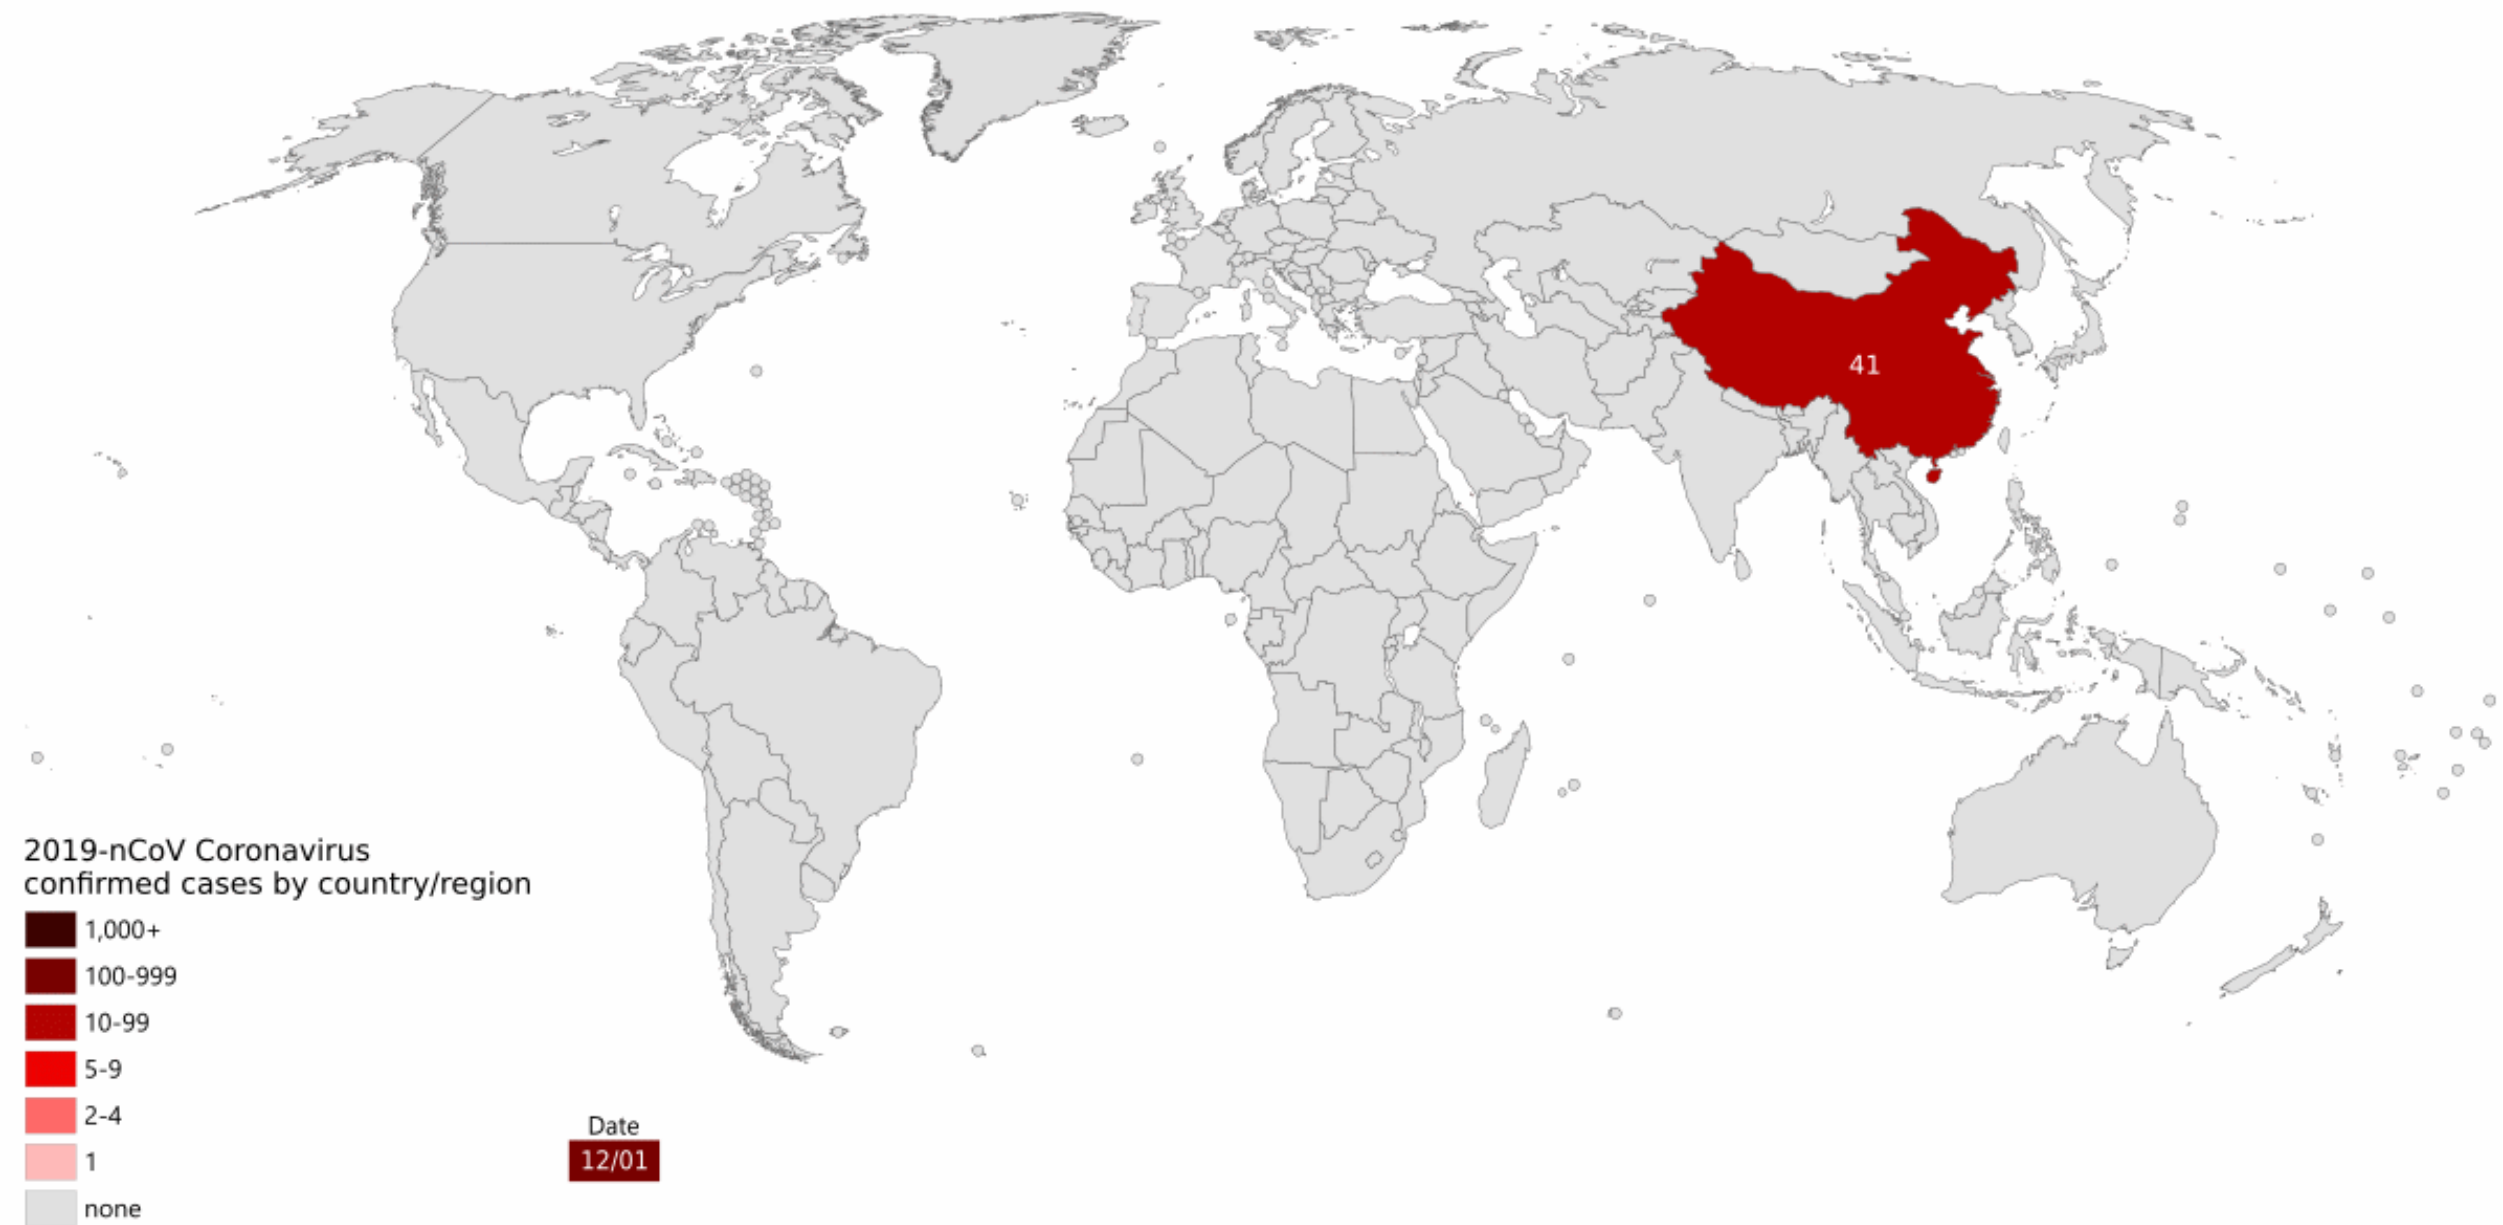 41
2019-nCoV Coronavirus
confirmed cases by country/region
1,000+
100-999
10-99
5-9
2-4
1
none
Date
12/01